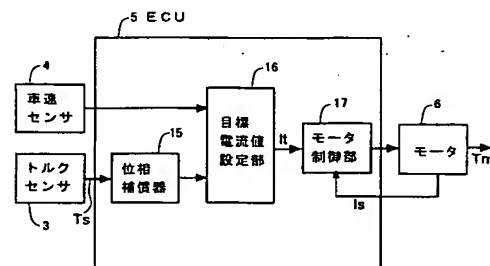 5 ECU
4
車速
センサ
16
目標
電流値
設定部
17
モータ
制御部
6
モータ
Tm
It
15
位相
補償器
トルク
センサ
3
Ts
Is